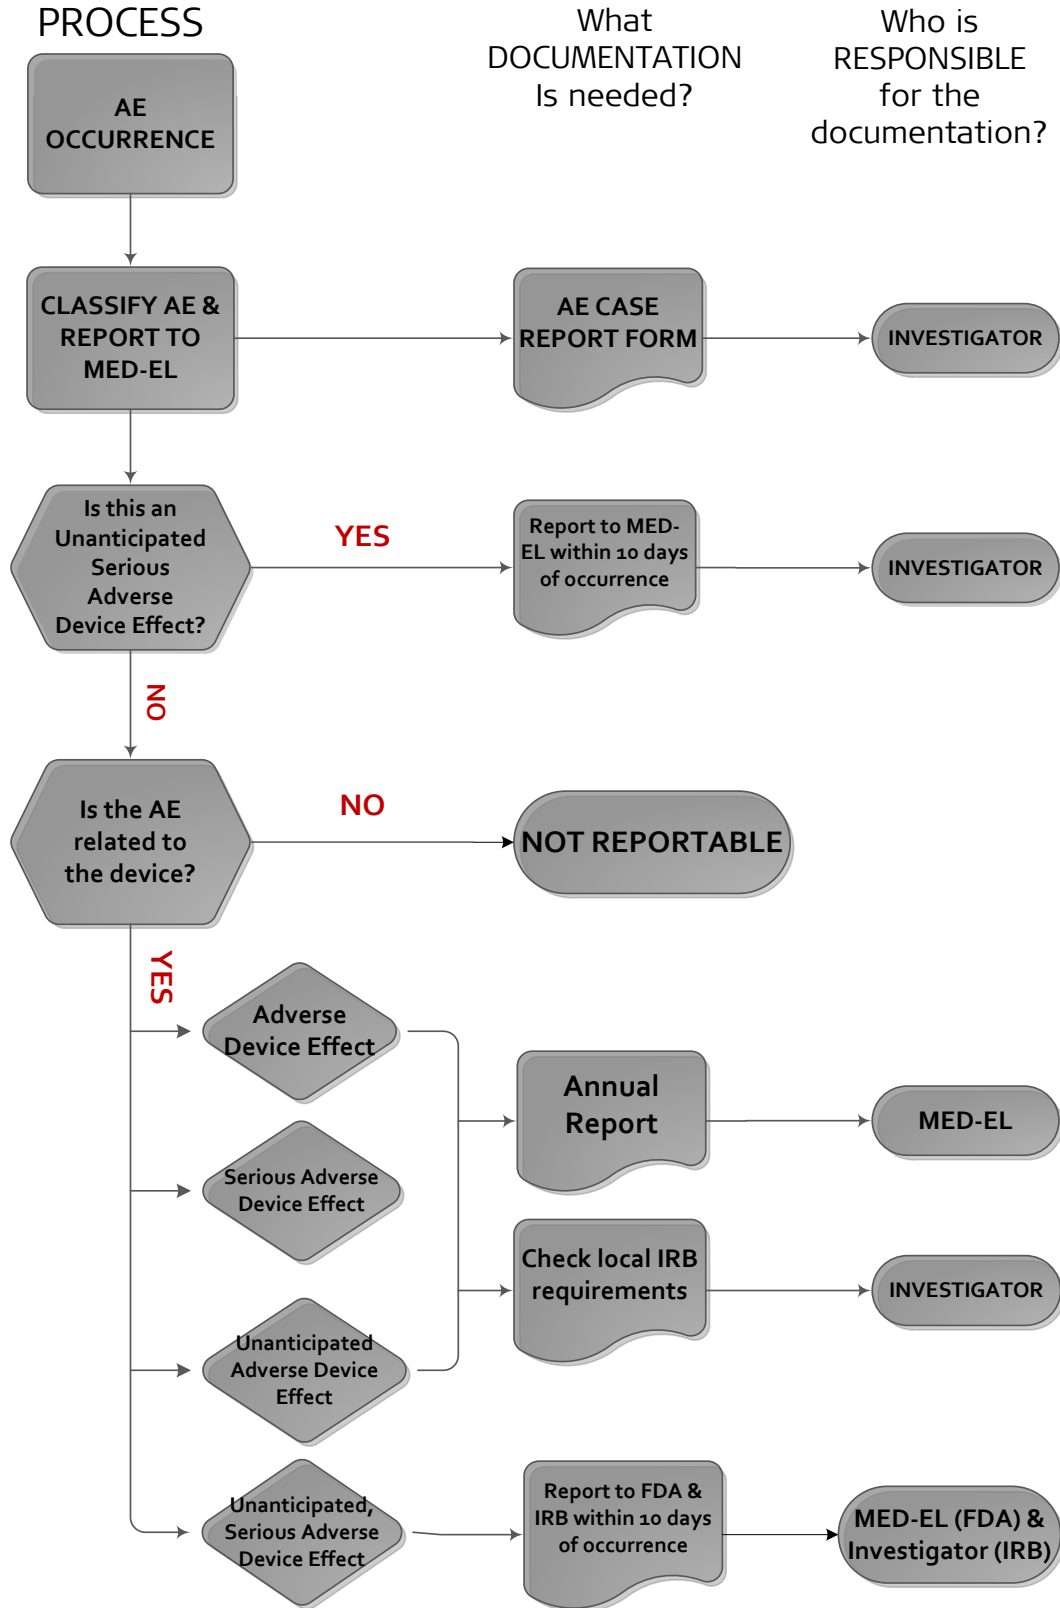 PROCESS
What
DOCUMENTATION
Is needed?
Who is
RESPONSIBLE
for the
documentation?
AE
OCCURRENCE
CLASSIFY AE &
REPORT TO
MED-EL
AE CASE
REPORT FORM
INVESTIGATOR
Is this an
Unanticipated
Serious
Adverse
Device Effect?
YES
Report to MED-
EL within 10 days
of occurrence
INVESTIGATOR
NO
Is the AE
related to
the device?
NO
NOT REPORTABLE
YES
Adverse
Device Effect
Annual
Report
MED-EL
Serious Adverse
Device Effect
Check local IRB
requirements
INVESTIGATOR
Unanticipated
Adverse Device
Effect
Unanticipated,
Serious Adverse
Device Effect
Report to FDA &
IRB within 10 days
of occurrence
MED-EL (FDA) &
Investigator (IRB)